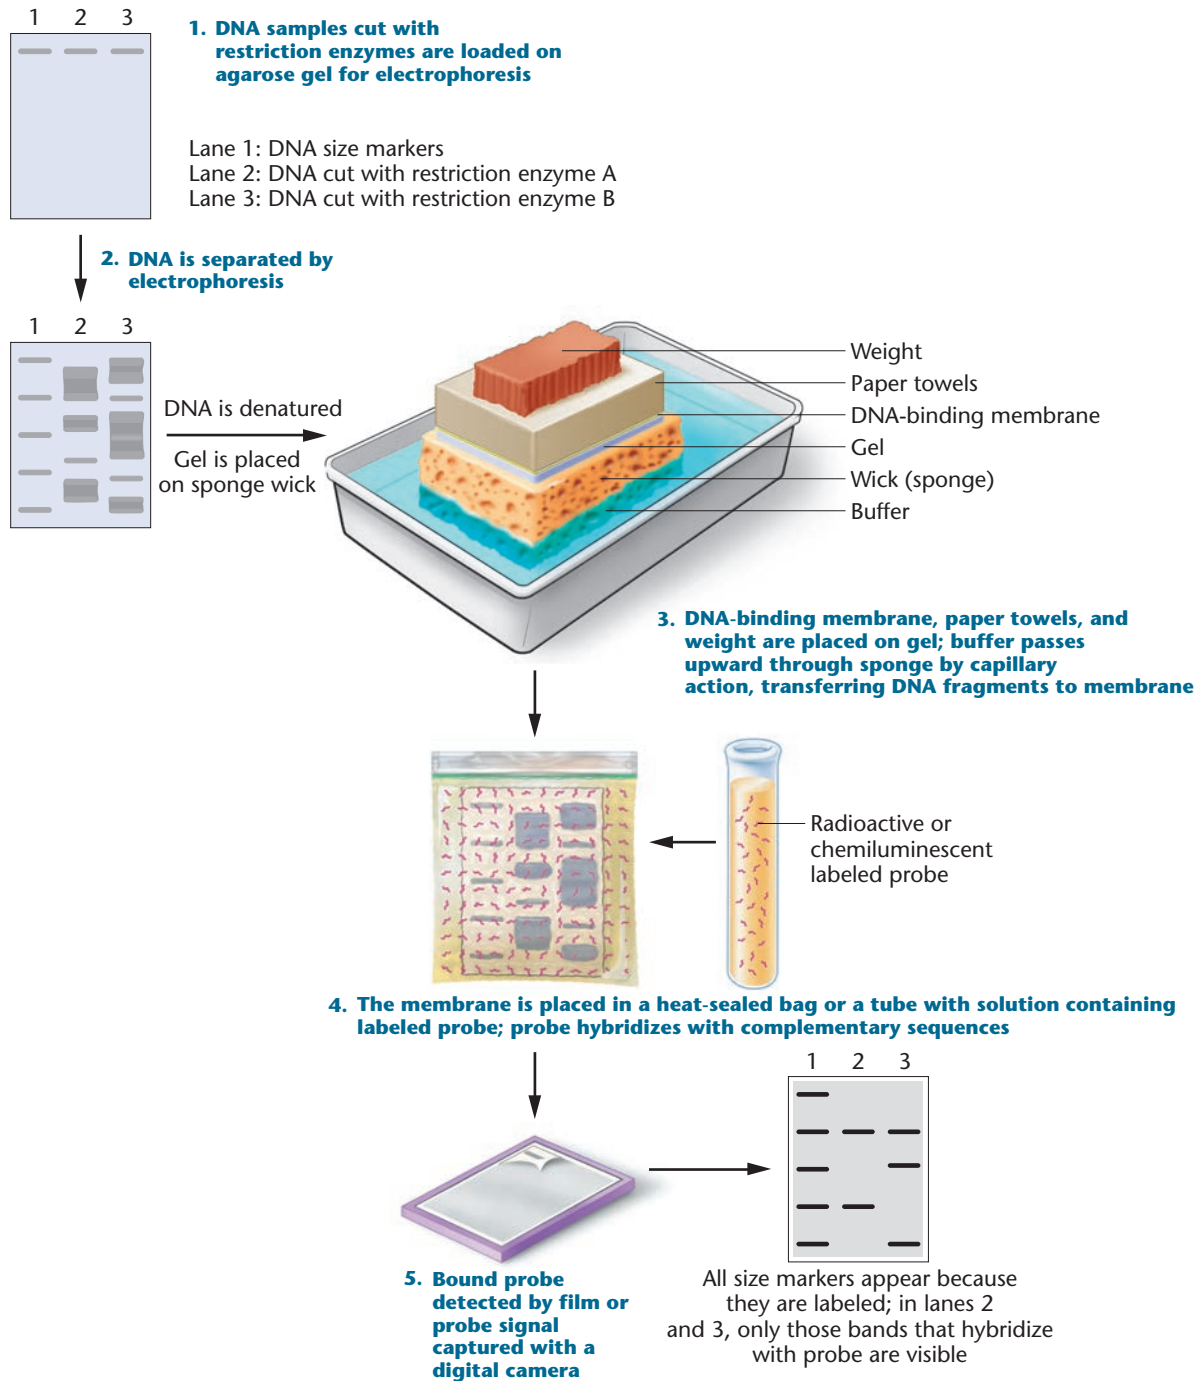 1 2 3
1. DNA samples cut with
restriction enzymes are loaded on
agarose gel for electrophoresis
Lane 1: DNA size markers
Lane 2: DNA cut with restriction enzyme A
Lane 3: DNA cut with restriction enzyme B
2. DNA is separated by
electrophoresis
1 2 3
DNA is denatured
Gel is placed
on sponge wick
Weight
Paper towels
DNA-binding membrane
Gel
Wick (sponge)
Buffer
3. DNA-binding membrane, paper towels, and
weight are placed on gel; buffer passes
upward through sponge by capillary
action, transferring DNA fragments to membrane
Radioactive or
chemiluminescent
labeled probe
4. The membrane is placed in a heat-sealed bag or a tube with solution containing
labeled probe; probe hybridizes with complementary sequences
1 2 3
5. Bound probe
detected by film or
probe signal
captured with a
digital camera
All size markers appear because
they are labeled; in lanes 2
and 3, only those bands that hybridize
with probe are visible